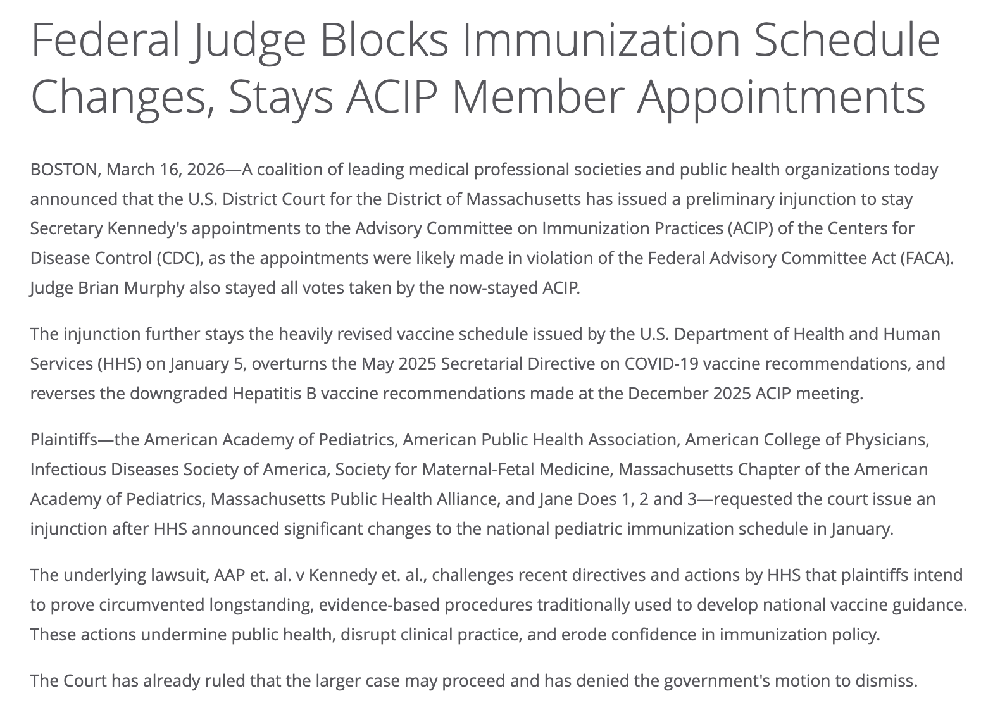 Federal Judge Blocks Immunization Schedule
Changes, Stays ACIP Member Appointments
BOSTON, March 16, 2026—A coalition of leading medical professional societies and public health organizations today
announced that the U.S. District Court for the District of Massachusetts has issued a preliminary injunction to stay
Secretary Kennedy's appointments to the Advisory Committee on Immunization Practices (ACIP) of the Centers for
Disease Control (CDC), as the appointments were likely made in violation of the Federal Advisory Committee Act (FACA).
Judge Brian Murphy also stayed all votes taken by the now-stayed ACIP.
The injunction further stays the heavily revised vaccine schedule issued by the U.S. Department of Health and Human
Services (HHS) on January 5, overturns the May 2025 Secretarial Directive on COVID-19 vaccine recommendations, and
reverses the downgraded Hepatitis B vaccine recommendations made at the December 2025 ACIP meeting.
Plaintiffs—the American Academy of Pediatrics, American Public Health Association, American College of Physicians,
Infectious Diseases Society of America, Society for Maternal-Fetal Medicine, Massachusetts Chapter of the American
Academy of Pediatrics, Massachusetts Public Health Alliance, and Jane Does 1, 2 and 3—requested the court issue an
injunction after HHS announced significant changes to the national pediatric immunization schedule in January.
The underlying lawsuit, AAP et. al. v Kennedy et. al., challenges recent directives and actions by HHS that plaintiffs intend
to prove circumvented longstanding, evidence-based procedures traditionally used to develop national vaccine guidance.
These actions undermine public health, disrupt clinical practice, and erode confidence in immunization policy.
The Court has already ruled that the larger case may proceed and has denied the government's motion to dismiss.